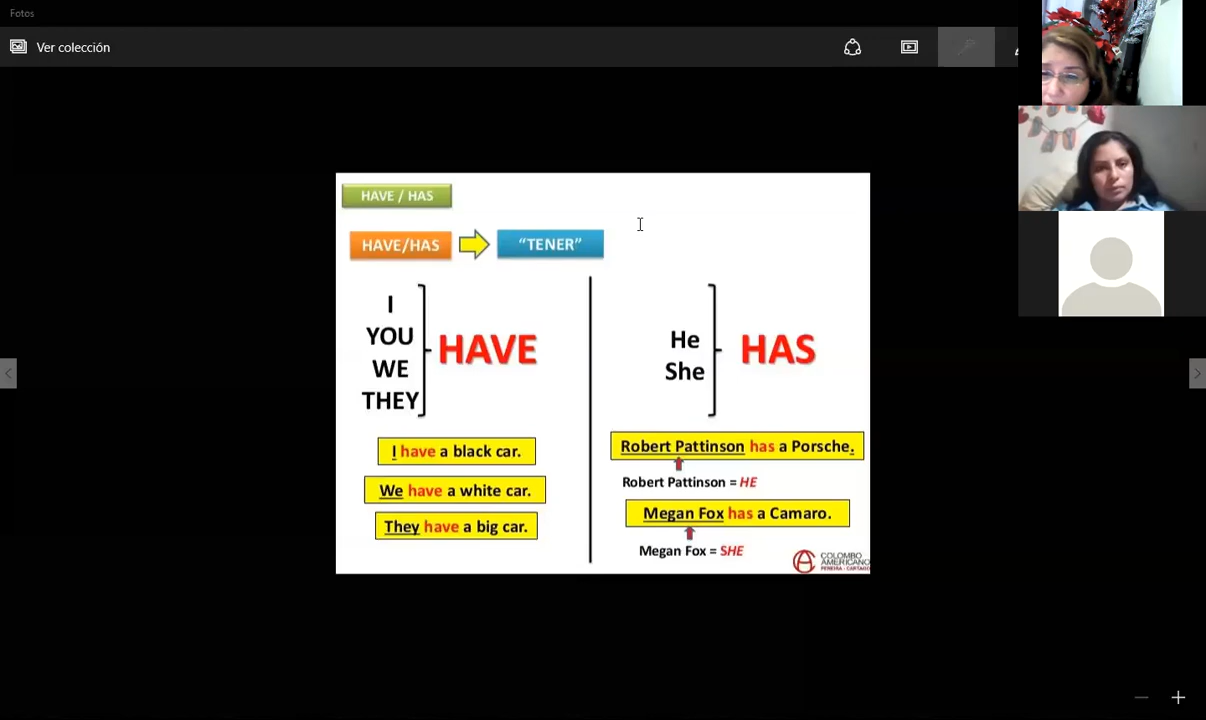 Fotos
Ver colección
HAVE / HAS
HAVE/HAS
“TENER”
I
YOU
WE
THEY
HAVE
I have a black car.
We have a white car.
They have a big car.
He
She
HAS
Robert Pattinson has a Porsche.
Robert Pattinson = HE
Megan Fox has a Camaro.
Megan Fox = SHE
COLOMBO
AMERICANO
PEREIRA - CARTAGO